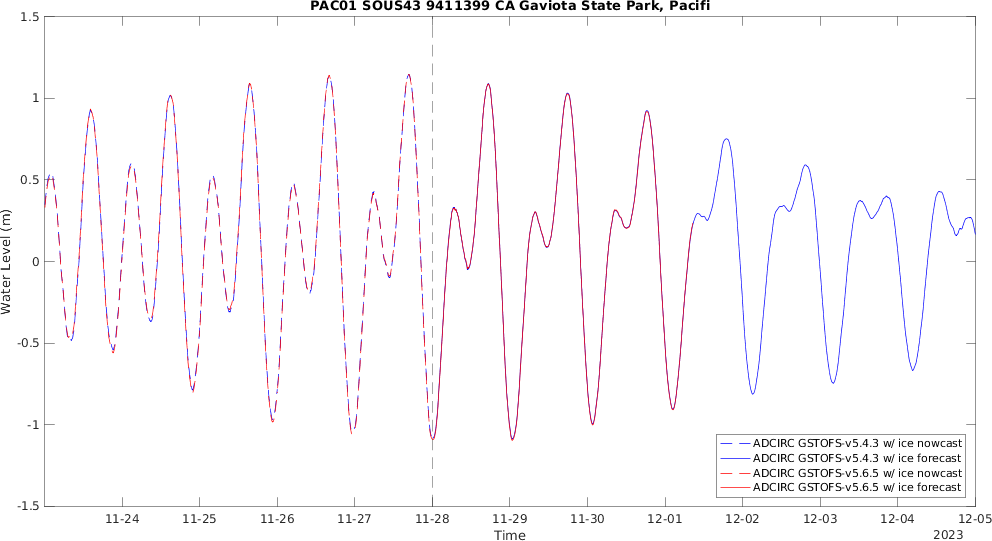 PAC01 SOUS43 9411399 CA Gaviota State Park, Pacifi
1.5
1
0.5
0
-0.5
-1
-1.5
Water Level (m)
11-24 11-25 11-26 11-27 11-28 11-29 11-30 12-01 12-02 12-03 12-04 12-05
Time
2023
ADCIRC GSTOFS-v5.4.3 w/ ice nowcast
ADCIRC GSTOFS-v5.4.3 w/ ice forecast
ADCIRC GSTOFS-v5.6.5 w/ ice nowcast
ADCIRC GSTOFS-v5.6.5 w/ ice forecast